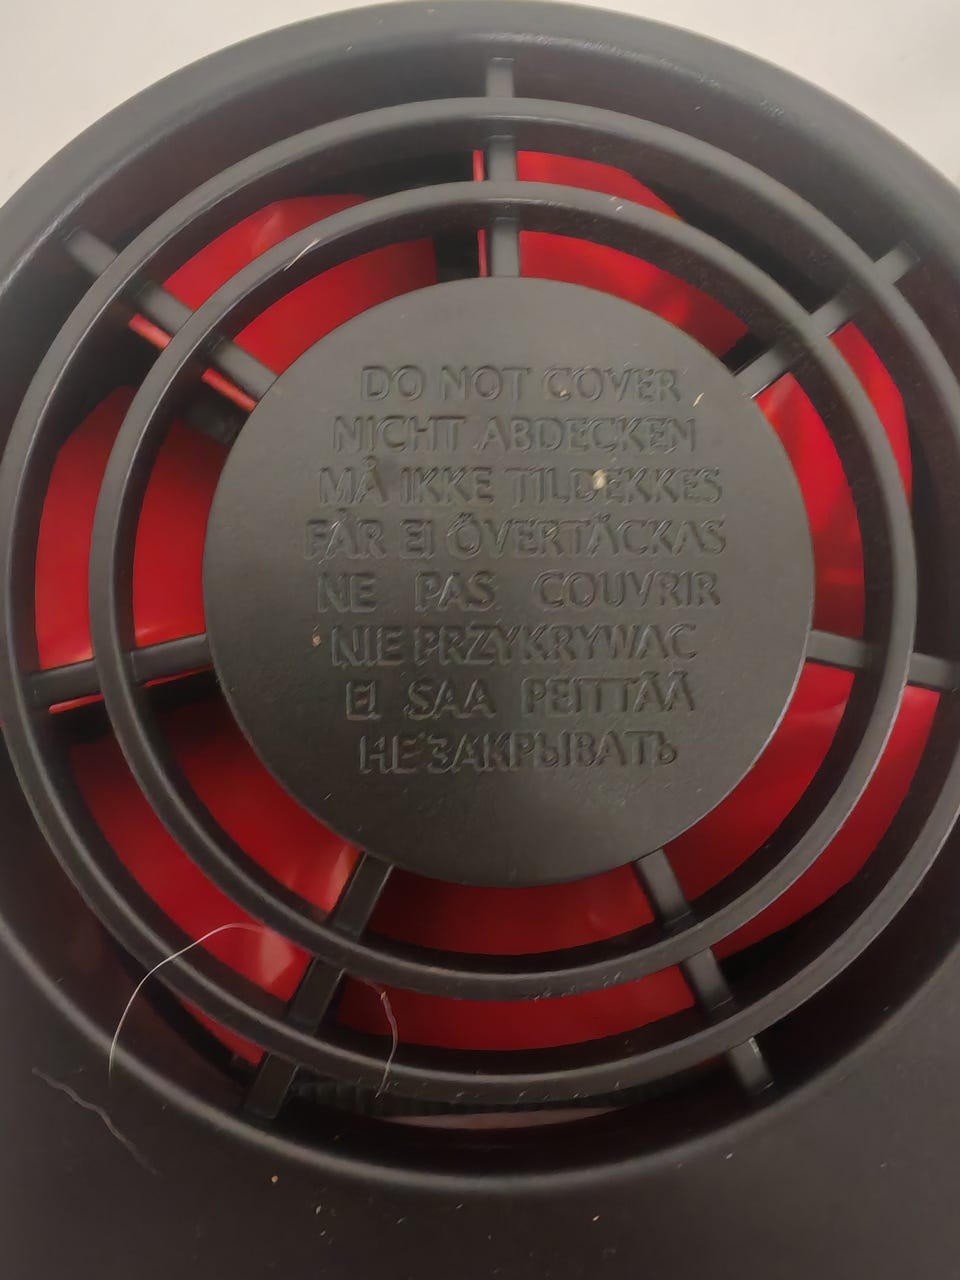 DO NOT COVER
NICHT ABDECKEN
MÅ IKKE TILDEKKES
FÅR EI ÖVERTÄCKAS
NE PAS COUVRIR
NIE PRZYKRYWAC
EI SAA PEITTÄÄ
НЕ ЗАКРЫВАТЬ